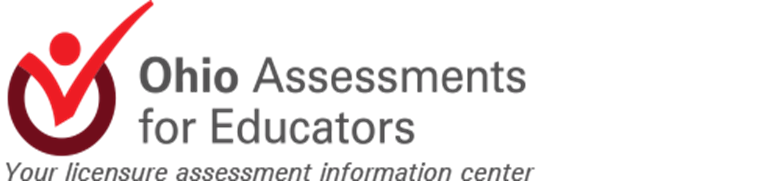 Ohio Assessments
for Educators
Your licensure assessment information center